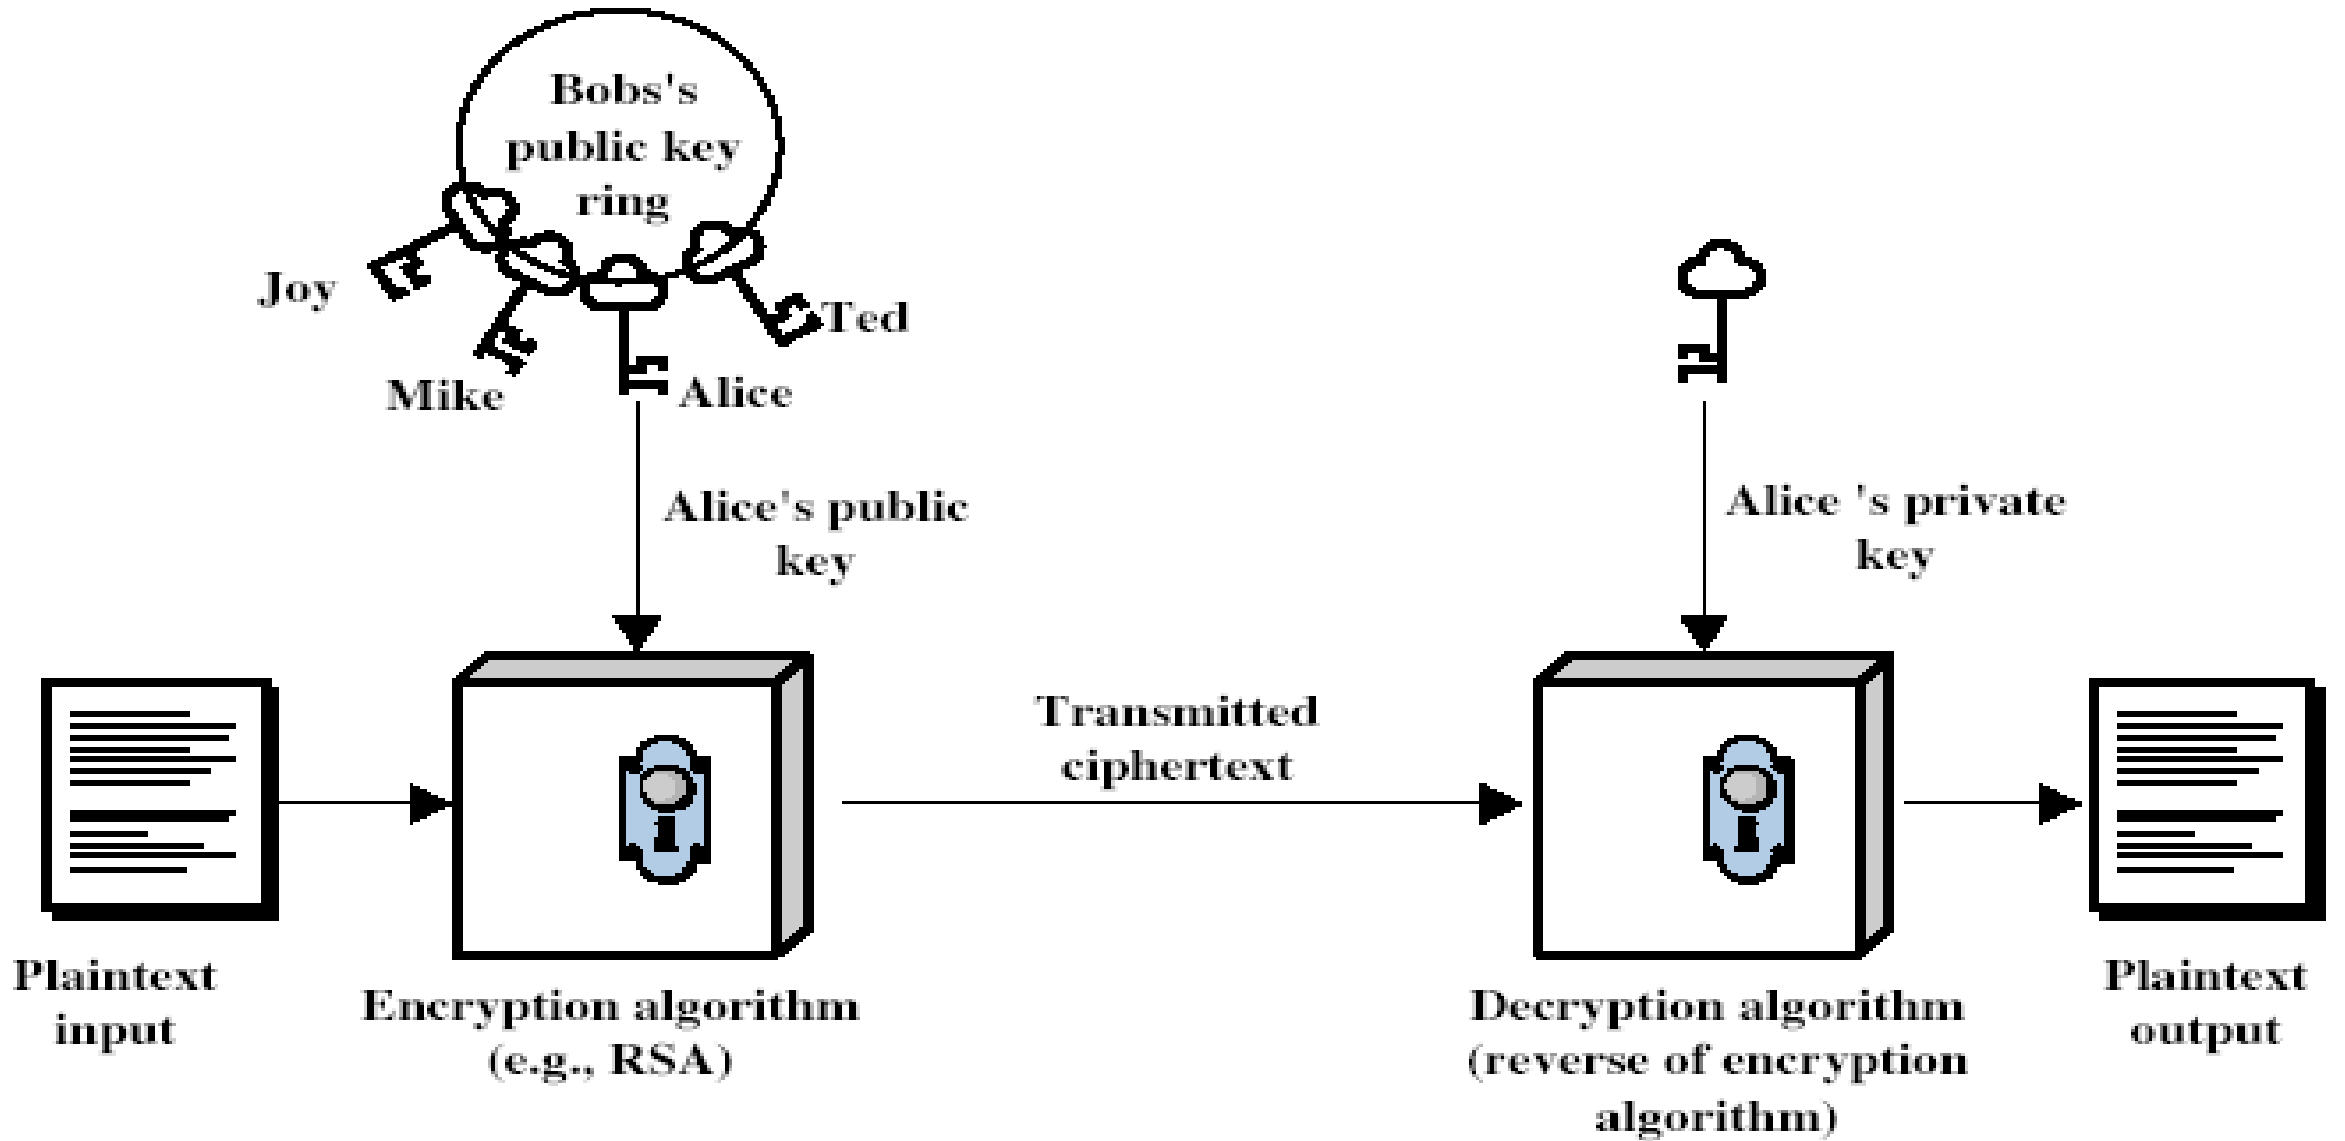 Bobs's
public key
ring
Joy
Ted
Mike
Alice
Alice's public
key
Alice 's private
key
Transmitted
ciphertext
Plaintext
input
Encryption algorithm
(e.g., RSA)
Decryption algorithm
(reverse of encryption
algorithm)
Plaintext
output